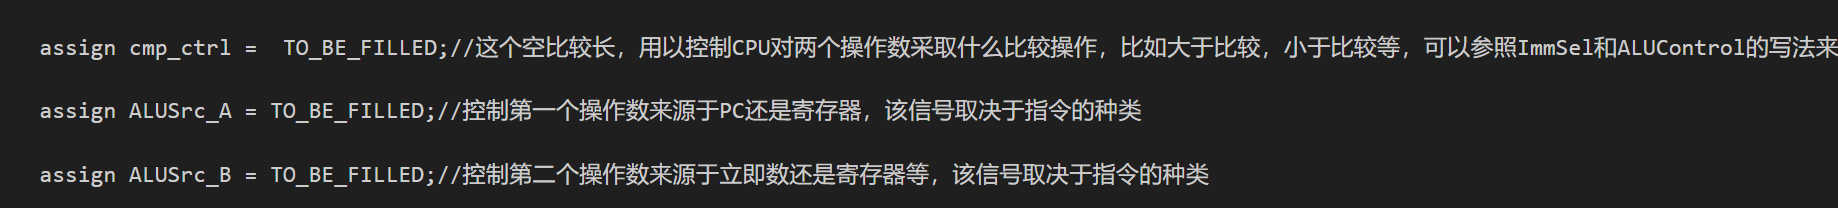 assign cmp_ctrl =  TO_BE_FILLED;//这个空比较长，用以控制CPU对两个操作数采取什么比较操作，比如大于比较，小于比较等，可以参照ImmSel和ALUControl的写法来
assign ALUSrc_A = TO_BE_FILLED;//控制第一个操作数来源于PC还是寄存器，该信号取决于指令的种类
assign ALUSrc_B = TO_BE_FILLED;//控制第二个操作数来源于立即数还是寄存器等，该信号取决于指令的种类